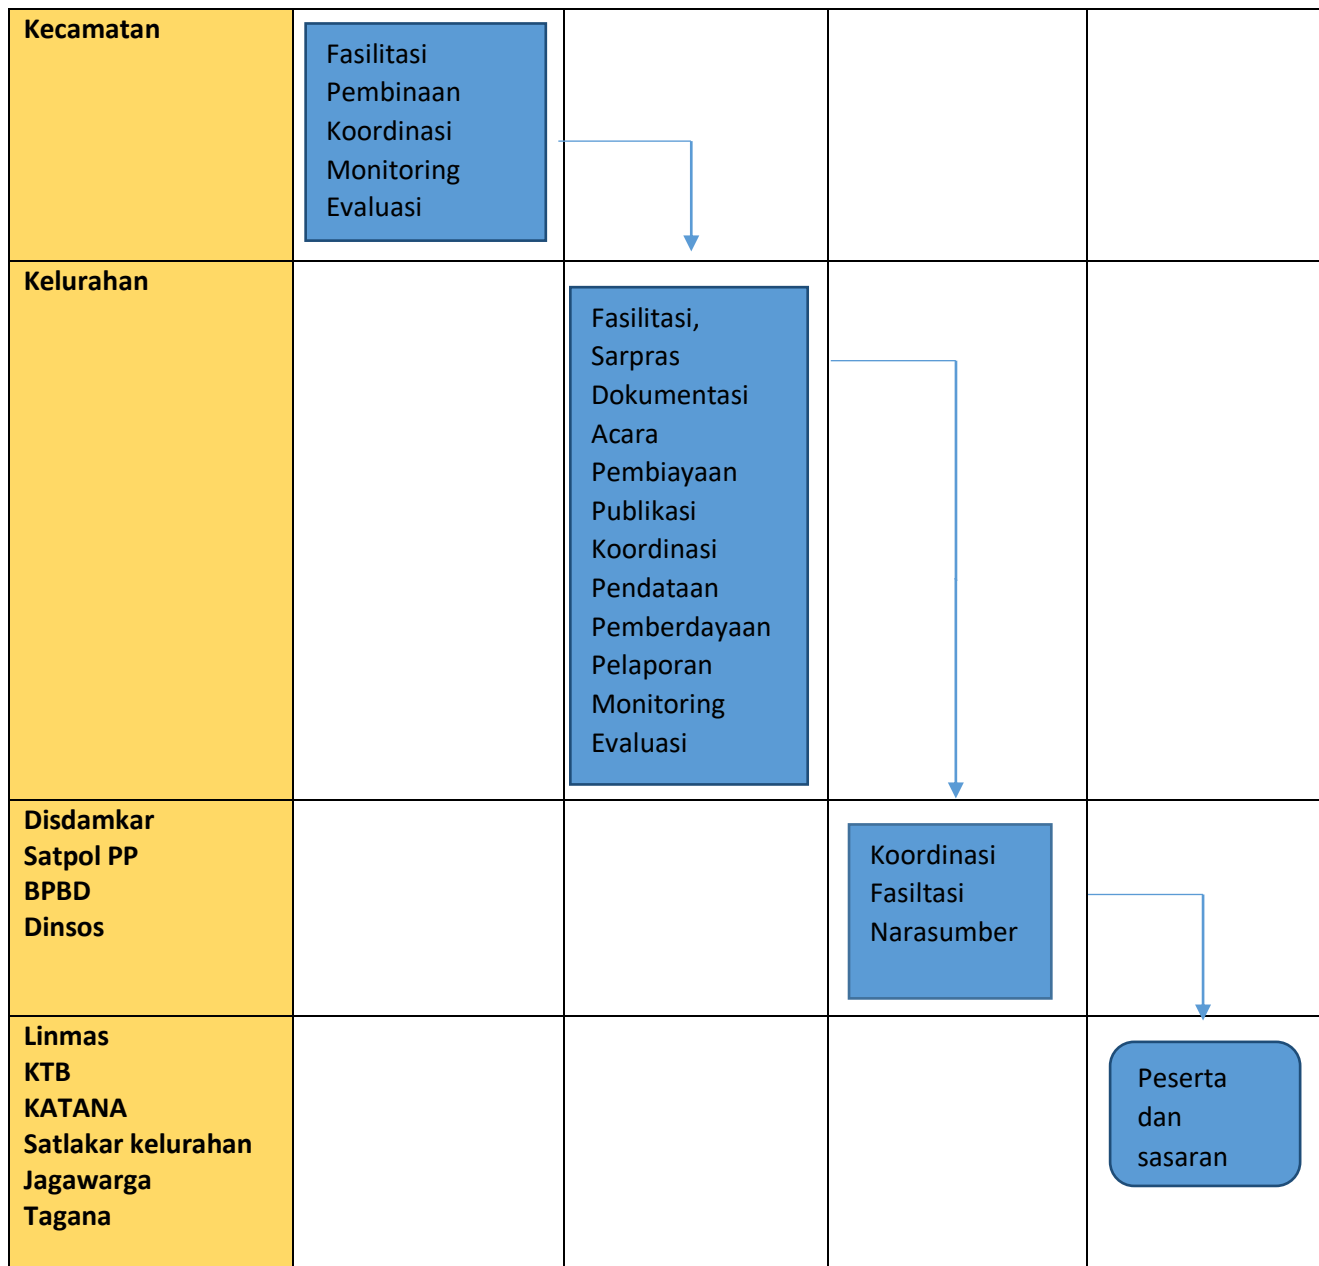 Kecamatan
Fasilitasi
Pembinaan
Koordinasi
Monitoring
Evaluasi
Kelurahan
Fasilitasi,
Sarpras
Dokumentasi
Acara
Pembiayaan
Publikasi
Koordinasi
Pendataan
Pemberdayaan
Pelaporan
Monitoring
Evaluasi
Disdamkar
Satpol PP
BPBD
Dinsos
Koordinasi
Fasiltasi
Narasumber
Linmas
KTB
KATANA
Satlakar kelurahan
Jagawarga
Tagana
Peserta
dan
sasaran